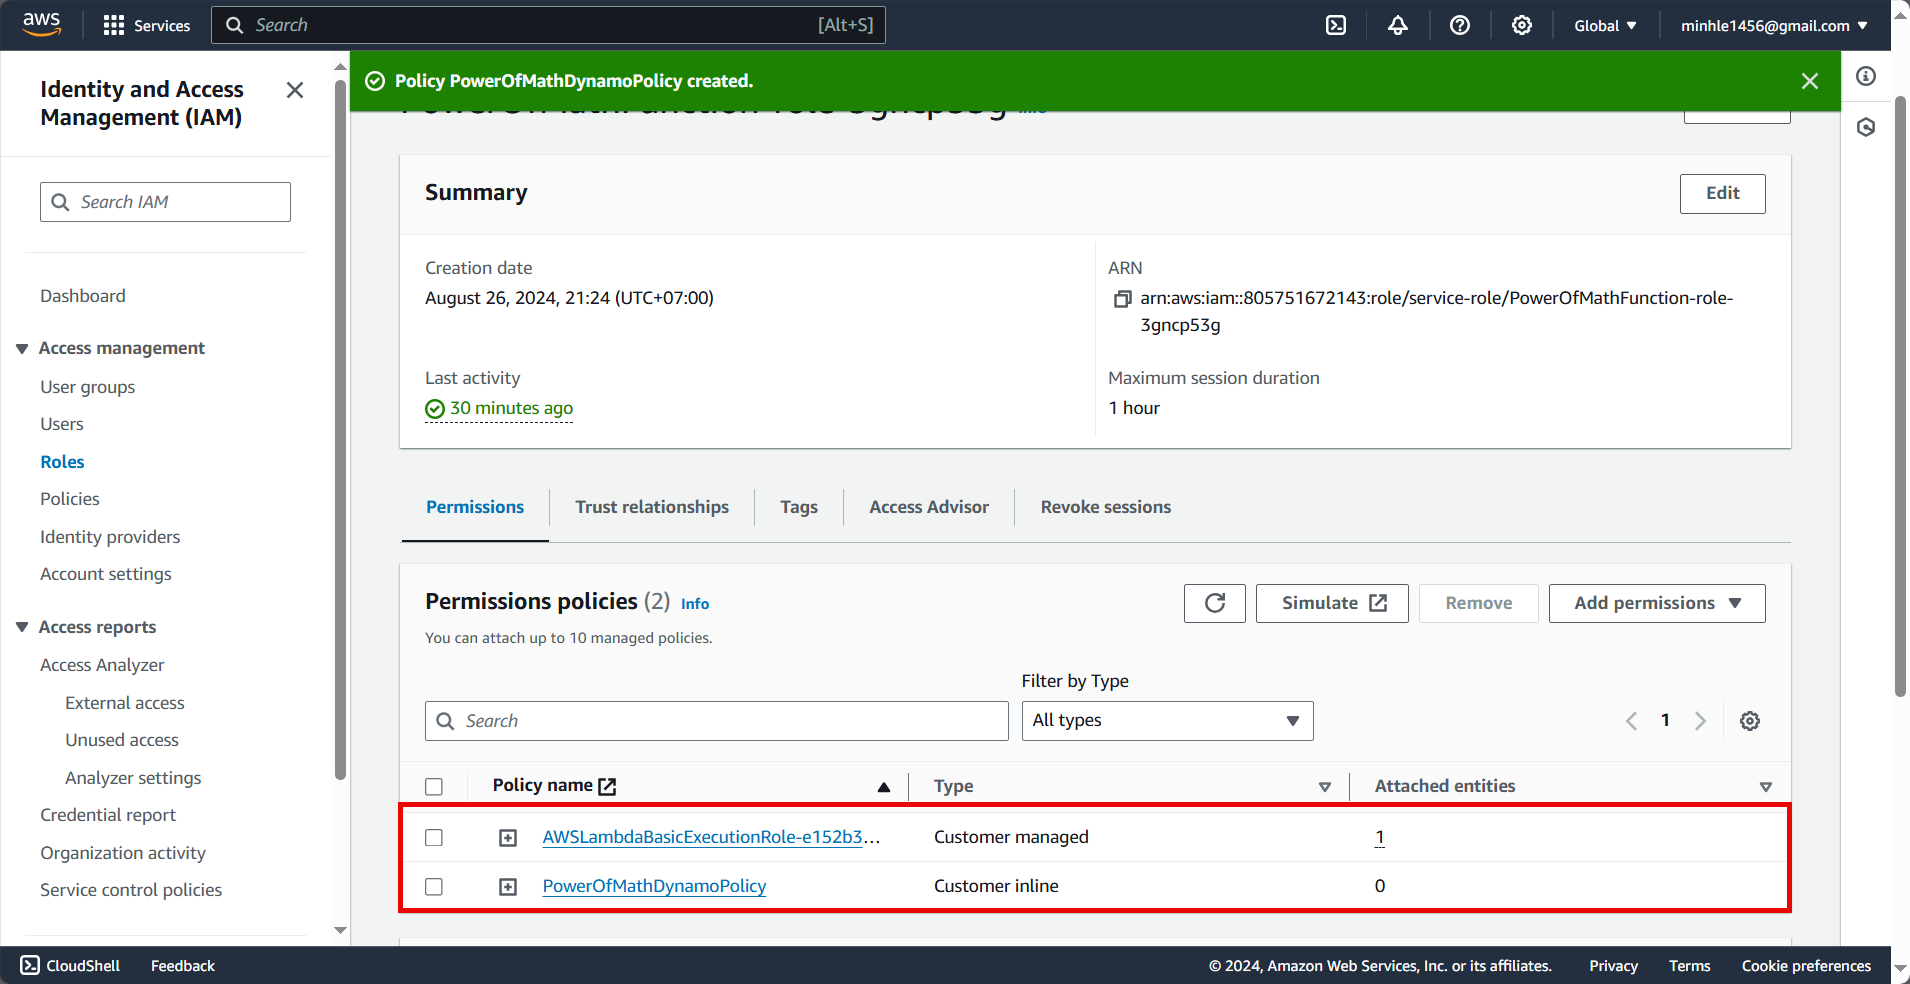 aws
Services
Search
[Alt+S]
Global
minhle1456@gmail.com
Identity and Access
Management (IAM)
Search IAM
Dashboard
Access management
User groups
Users
Roles
Policies
Identity providers
Account settings
Access reports
Access Analyzer
External access
Unused access
Analyzer settings
Credential report
Organization activity
Service control policies
Policy PowerOfMathDynamoPolicy created.
PowerOfMathFunction-role-3gncp53g Info
Summary
Edit
Creation date
August 26, 2024, 21:24 (UTC+07:00)
ARN
arn:aws:iam::805751672143:role/service-role/PowerOfMathFunction-role-
3gncp53g
Last activity
30 minutes ago
Maximum session duration
1 hour
Permissions
Trust relationships
Tags
Access Advisor
Revoke sessions
Permissions policies (2) Info
You can attach up to 10 managed policies.
Simulate
Remove
Add permissions
Filter by Type
Search
All types
1
Policy name
Type
Attached entities
AWSLambdaBasicExecutionRole-e152b3...
Customer managed
1
PowerOfMathDynamoPolicy
Customer inline
0
CloudShell
Feedback
© 2024, Amazon Web Services, Inc. or its affiliates.
Privacy
Terms
Cookie preferences